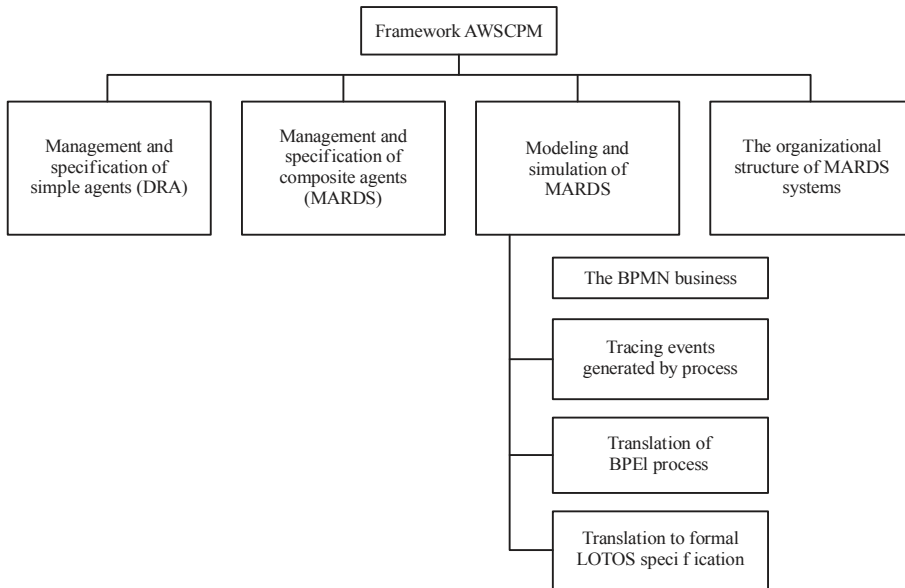 Framework AWSCPM
Management and
specification of
simple agents (DRA)
Management and
specification of
composite agents
(MARDS)
Modeling and
simulation of
MARDS
The organizational
structure of MARDS
systems
The BPMN business
Tracing events
generated by process
Translation of
BPEl process
Translation to formal
LOTOS speci f ication